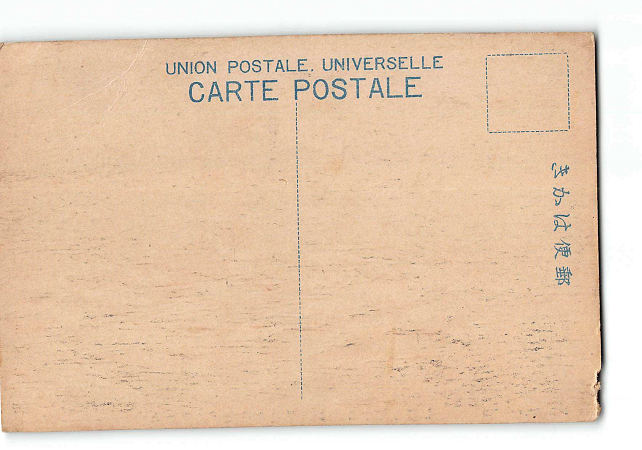 UNION POSTALE. UNIVERSELLE
CARTE POSTALE
郵便はかき